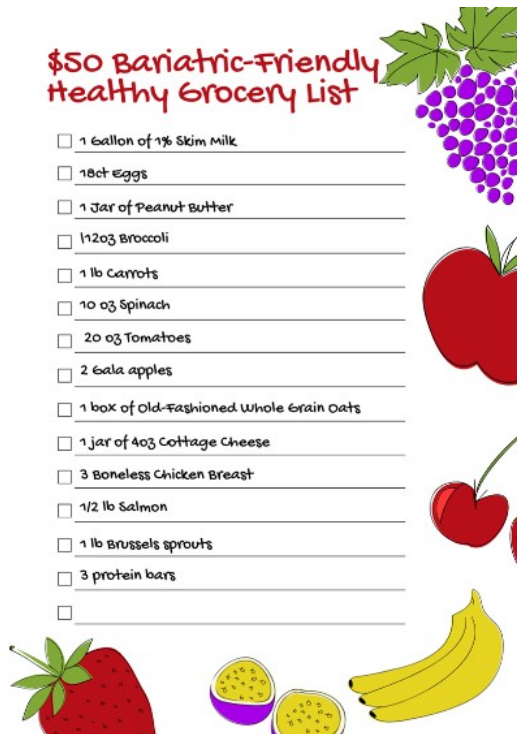 $50 Bariatric-Friendly
Healthy Grocery List
1 Gallon of 1% Skim Milk
18ct Eggs
1 Jar of Peanut Butter
|12oz Broccoli
1 lb Carrots
10 oz Spinach
20 oz Tomatoes
2 Gala apples
1 box of Old-Fashioned Whole Grain Oats
1 jar of 4oz Cottage Cheese
3 Boneless Chicken Breast
1/2 lb Salmon
1 lb Brussels sprouts
3 protein bars